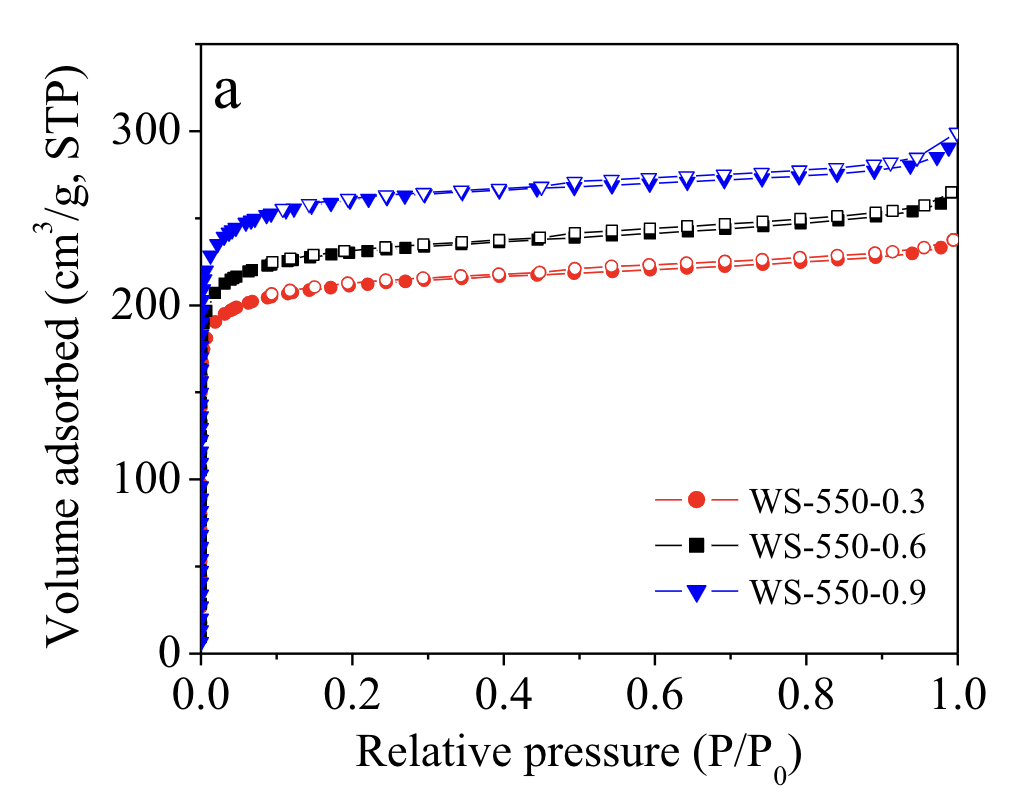 a
Volume adsorbed (cm³/g, STP)
300
200
100
0
0.0 0.2 0.4 0.6 0.8 1.0
Relative pressure (P/P₀)
WS-550-0.3
WS-550-0.6
WS-550-0.9